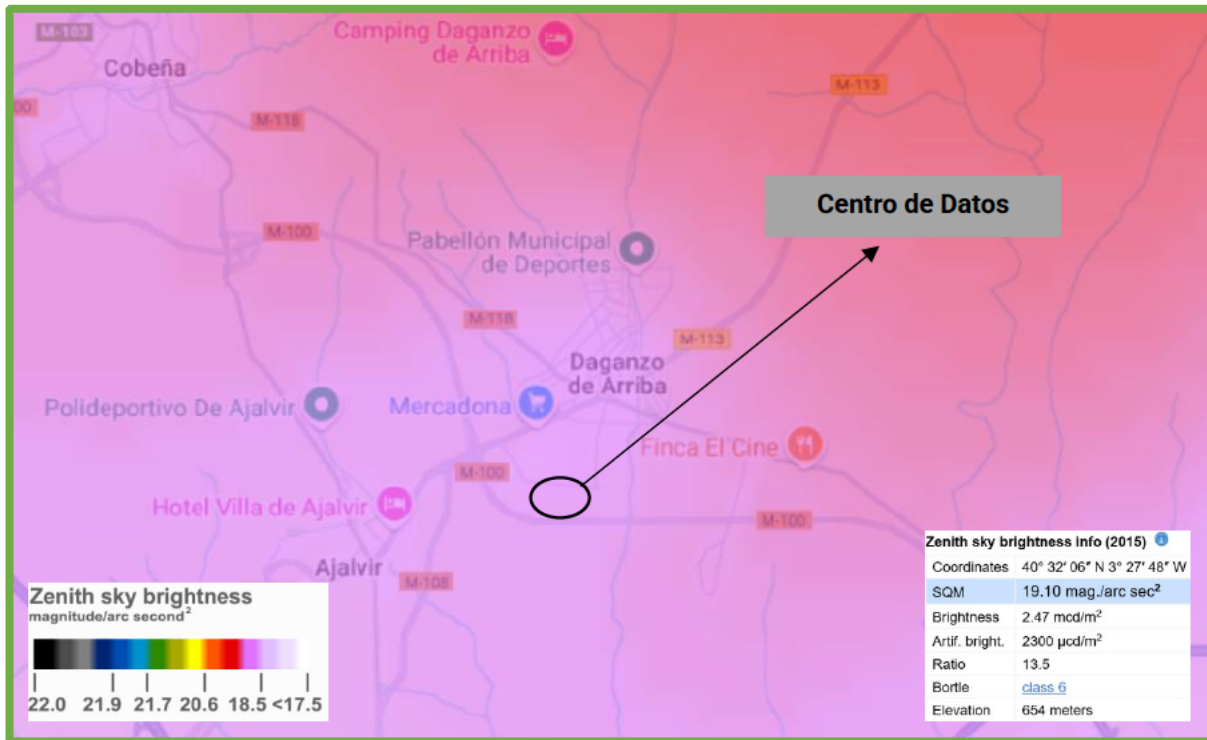 M-103
Camping Daganzo
de Arriba
Cobeña
M-113
00
M-118
Centro de Datos
M-100
Pabellón Municipal
de Deportes
M-118
M-113
Daganzo
de Arriba
Polideportivo De Ajalvir
Mercadona
Finca El Cine
M-100
Hotel Villa de Ajalvir
M-100
Ajalvir
M-108
Zenith sky brightness
magnitude/arc second²
22.0 21.9 21.7 20.6 18.5 <17.5
Zenith sky brightness info (2015)
Coordinates 40° 32′ 06″ N 3° 27′ 48″ W
SQM 19.10 mag./arc sec²
Brightness 2.47 mcd/m²
Artif. bright. 2300 μcd/m²
Ratio 13.5
Bortle class 6
Elevation 654 meters